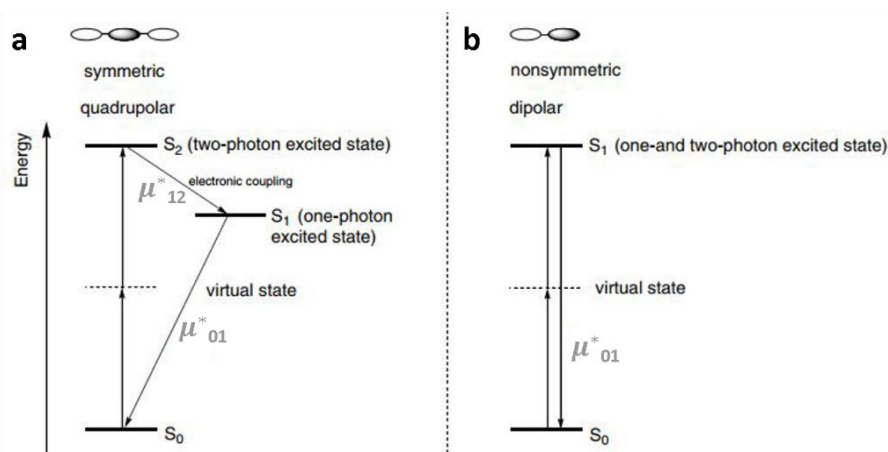 a
symmetric
quadrupolar
Energy
S₂ (two-photon excited state)
electronic coupling
μ*₁₂
S₁ (one-photon
excited state)
virtual state
μ*₀₁
S₀
b
nonsymmetric
dipolar
S₁ (one-and two-photon excited state)
virtual state
μ*₀₁
S₀